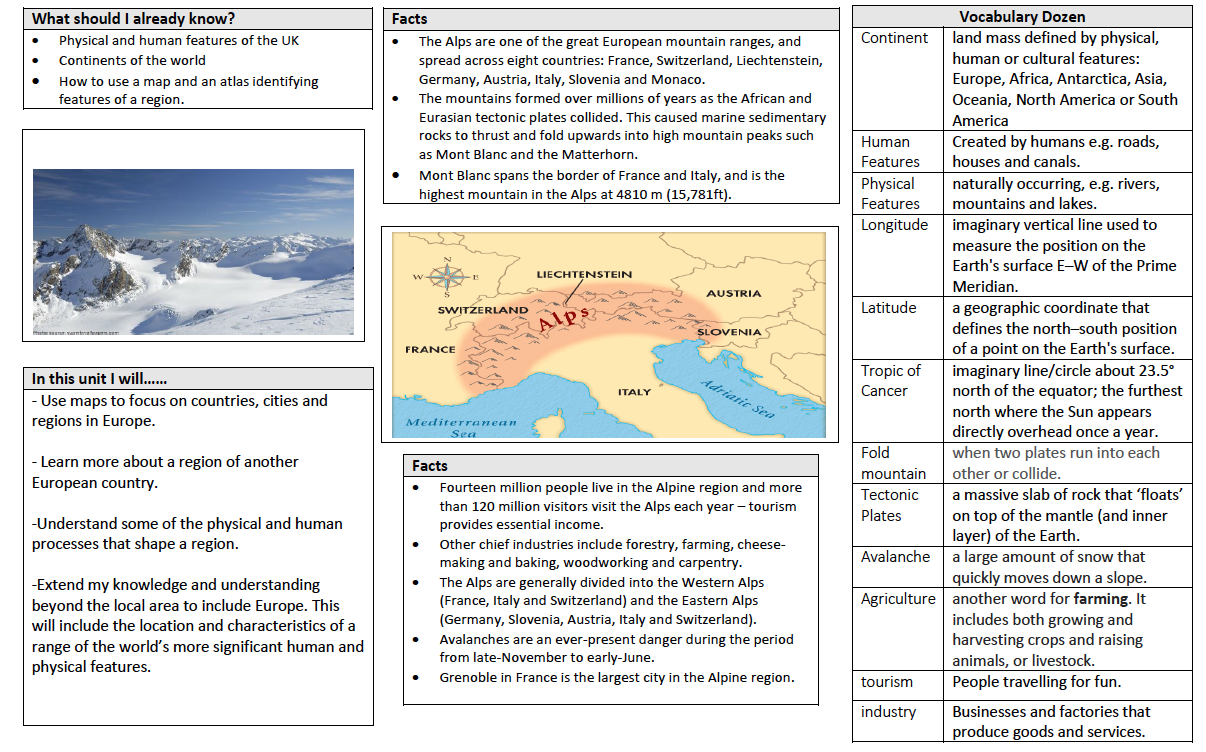 What should I already know?
• Physical and human features of the UK
• Continents of the world
• How to use a map and an atlas identifying
features of a region.
In this unit I will......
- Use maps to focus on countries, cities and
regions in Europe.
- Learn more about a region of another
European country.
-Understand some of the physical and human
processes that shape a region.
-Extend my knowledge and understanding
beyond the local area to include Europe. This
will include the location and characteristics of a
range of the world's more significant human and
physical features.
Facts
• The Alps are one of the great European mountain ranges, and
spread across eight countries: France, Switzerland, Liechtenstein,
Germany, Austria, Italy, Slovenia and Monaco.
• The mountains formed over millions of years as the African and
Eurasian tectonic plates collided. This caused marine sedimentary
rocks to thrust and fold upwards into high mountain peaks such
as Mont Blanc and the Matterhorn.
• Mont Blanc spans the border of France and Italy, and is the
highest mountain in the Alps at 4810 m (15,781ft).
N
W E
S
LIECHTENSTEIN
AUSTRIA
SWITZERLAND
Alps
SLOVENIA
FRANCE
ITALY
Adriatic Sea
Mediterranean
Sea
Facts
• Fourteen million people live in the Alpine region and more
than 120 million visitors visit the Alps each year – tourism
provides essential income.
• Other chief industries include forestry, farming, cheese-
making and baking, woodworking and carpentry.
• The Alps are generally divided into the Western Alps
(France, Italy and Switzerland) and the Eastern Alps
(Germany, Slovenia, Austria, Italy and Switzerland).
• Avalanches are an ever-present danger during the period
from late-November to early-June.
• Grenoble in France is the largest city in the Alpine region.
Vocabulary Dozen
Continent land mass defined by physical,
human or cultural features:
Europe, Africa, Antarctica, Asia,
Oceania, North America or South
America
Human Created by humans e.g. roads,
Features houses and canals.
Physical naturally occurring, e.g. rivers,
Features mountains and lakes.
Longitude imaginary vertical line used to
measure the position on the
Earth's surface E–W of the Prime
Meridian.
Latitude a geographic coordinate that
defines the north–south position
of a point on the Earth's surface.
Tropic of imaginary line/circle about 23.5°
Cancer north of the equator; the furthest
north where the Sun appears
directly overhead once a year.
Fold when two plates run into each
mountain other or collide.
Tectonic a massive slab of rock that ‘floats’
Plates on top of the mantle (and inner
layer) of the Earth.
Avalanche a large amount of snow that
quickly moves down a slope.
Agriculture another word for farming. It
includes both growing and
harvesting crops and raising
animals, or livestock.
tourism People travelling for fun.
industry Businesses and factories that
produce goods and services.